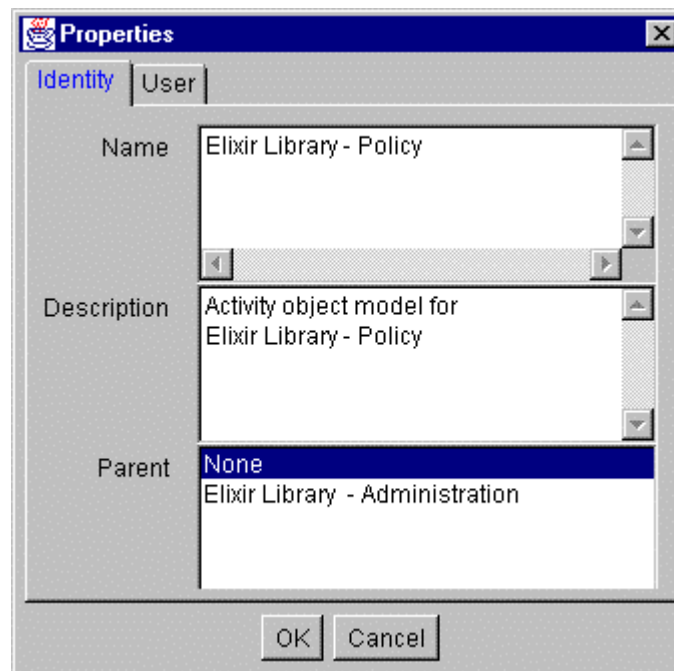 Properties
Identity User
Name Elixir Library - Policy
Description Activity object model for
Elixir Library - Policy
Parent None
Elixir Library - Administration
OK Cancel